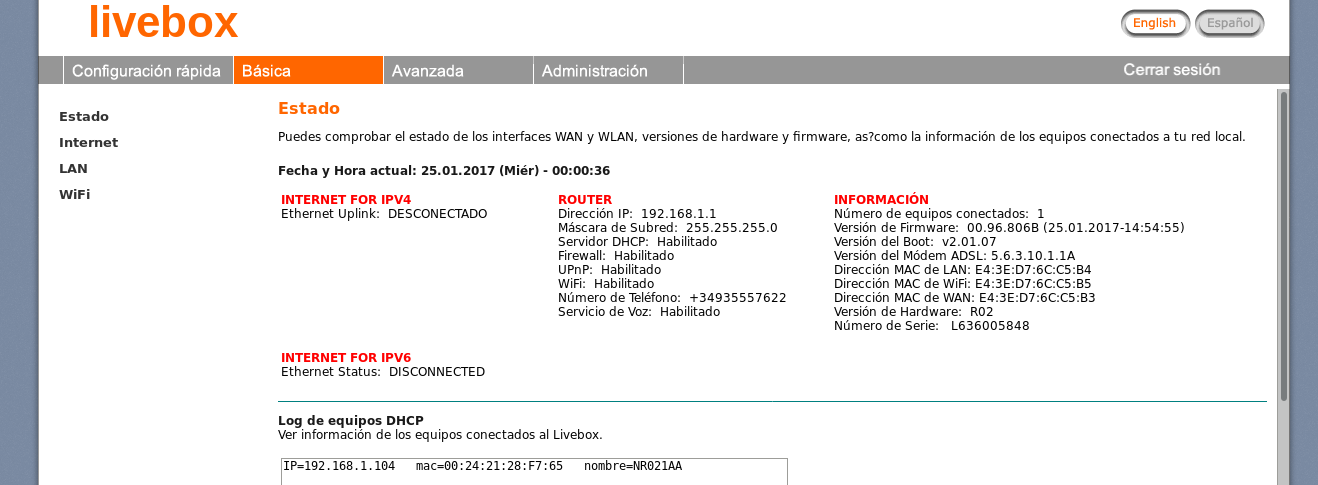 livebox
English Español
Configuración rápida Básica Avanzada Administración Cerrar sesión
Estado
Internet
LAN
WiFi
Estado
Puedes comprobar el estado de los interfaces WAN y WLAN, versiones de hardware y firmware, as?como la información de los equipos conectados a tu red local.
Fecha y Hora actual: 25.01.2017 (Miér) - 00:00:36
INTERNET FOR IPV4
Ethernet Uplink: DESCONECTADO
ROUTER
Dirección IP: 192.168.1.1
Máscara de Subred: 255.255.255.0
Servidor DHCP: Habilitado
Firewall: Habilitado
UPnP: Habilitado
WiFi: Habilitado
Número de Teléfono: +34935557622
Servicio de Voz: Habilitado
INFORMACIÓN
Número de equipos conectados: 1
Versión de Firmware: 00.96.806B (25.01.2017-14:54:55)
Versión del Boot: v2.01.07
Versión del Módem ADSL: 5.6.3.10.1.1A
Dirección MAC de LAN: E4:3E:D7:6C:C5:B4
Dirección MAC de WiFi: E4:3E:D7:6C:C5:B5
Dirección MAC de WAN: E4:3E:D7:6C:C5:B3
Versión de Hardware: R02
Número de Serie: L636005848
INTERNET FOR IPV6
Ethernet Status: DISCONNECTED
Log de equipos DHCP
Ver información de los equipos conectados al Livebox.
IP=192.168.1.104 mac=00:24:21:28:F7:65 nombre=NR021AA